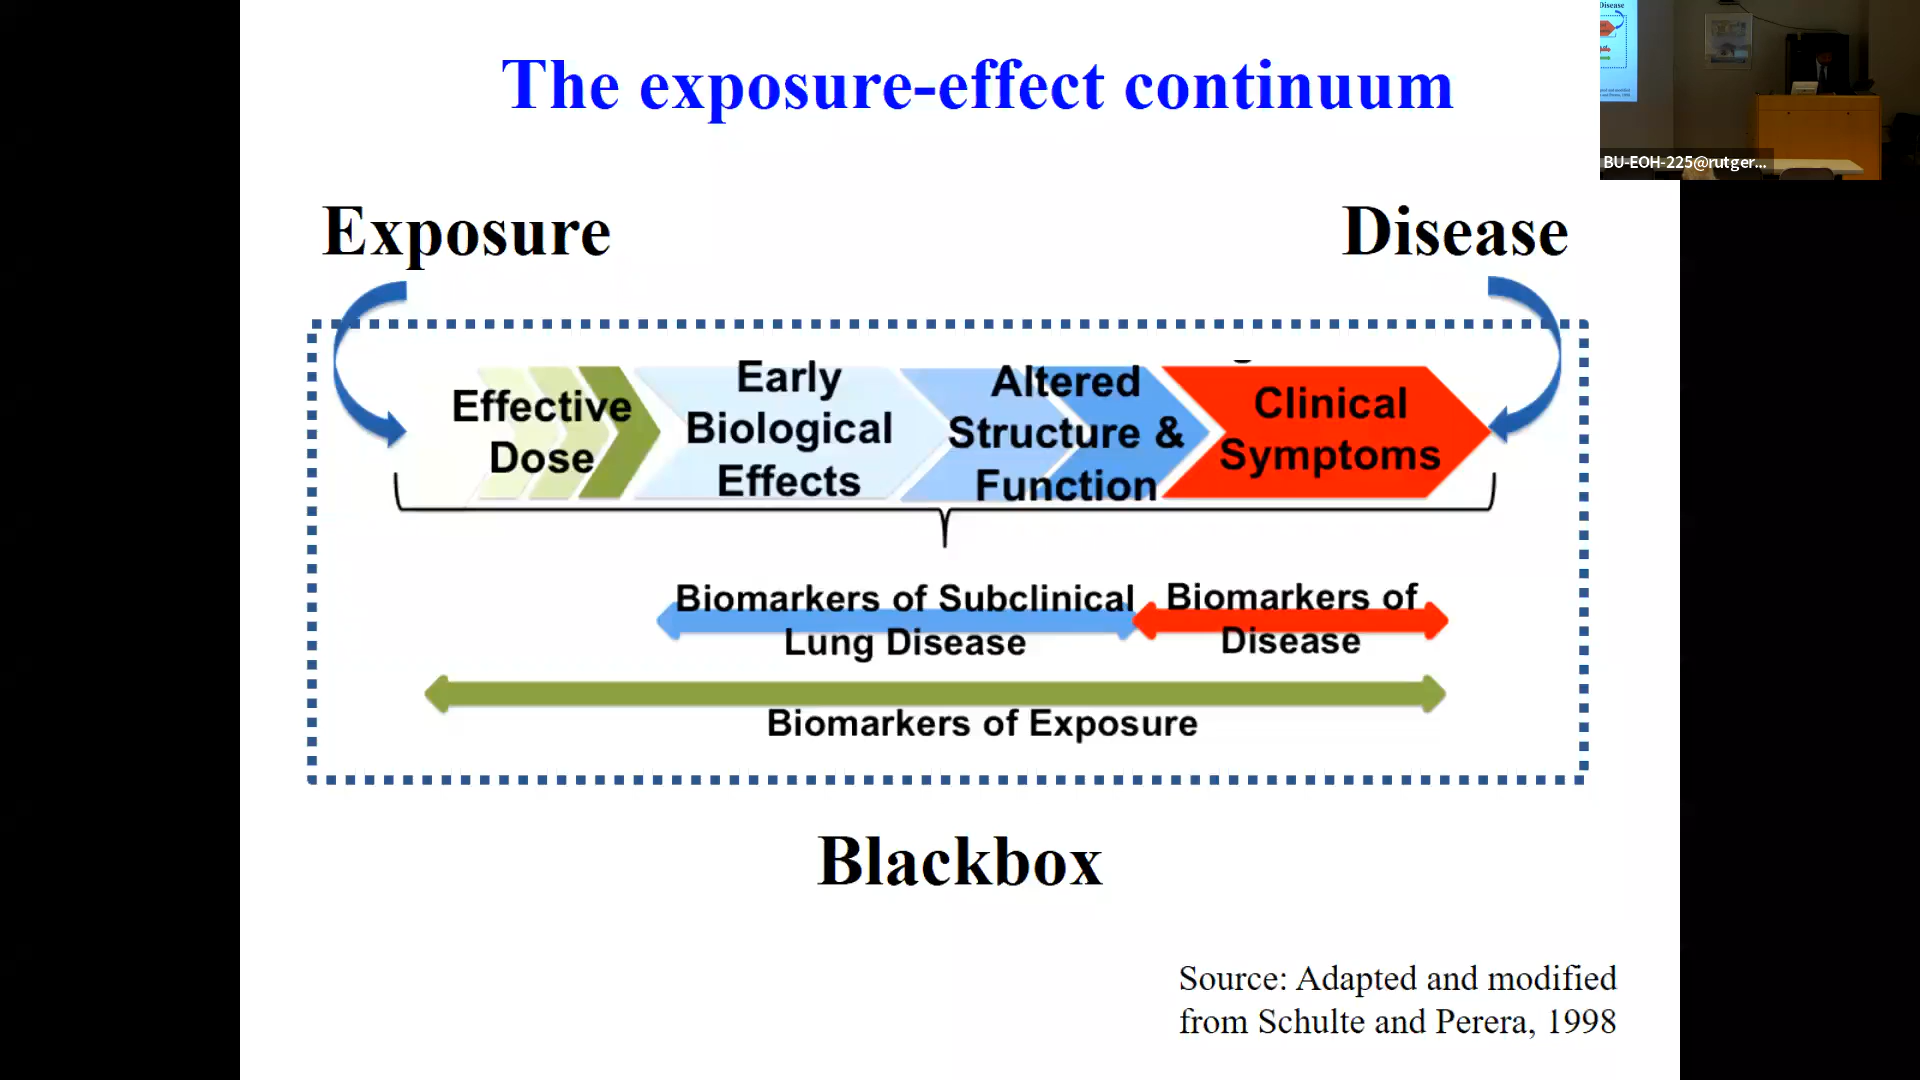 The exposure-effect continuum
Disease
BU-EOH-225@rutger...
Exposure
Disease
Effective
Dose
Early
Biological
Effects
Altered
Structure &
Function
Clinical
Symptoms
Biomarkers of Subclinical
Lung Disease
Biomarkers of
Disease
Biomarkers of Exposure
Blackbox
Source: Adapted and modified
from Schulte and Perera, 1998